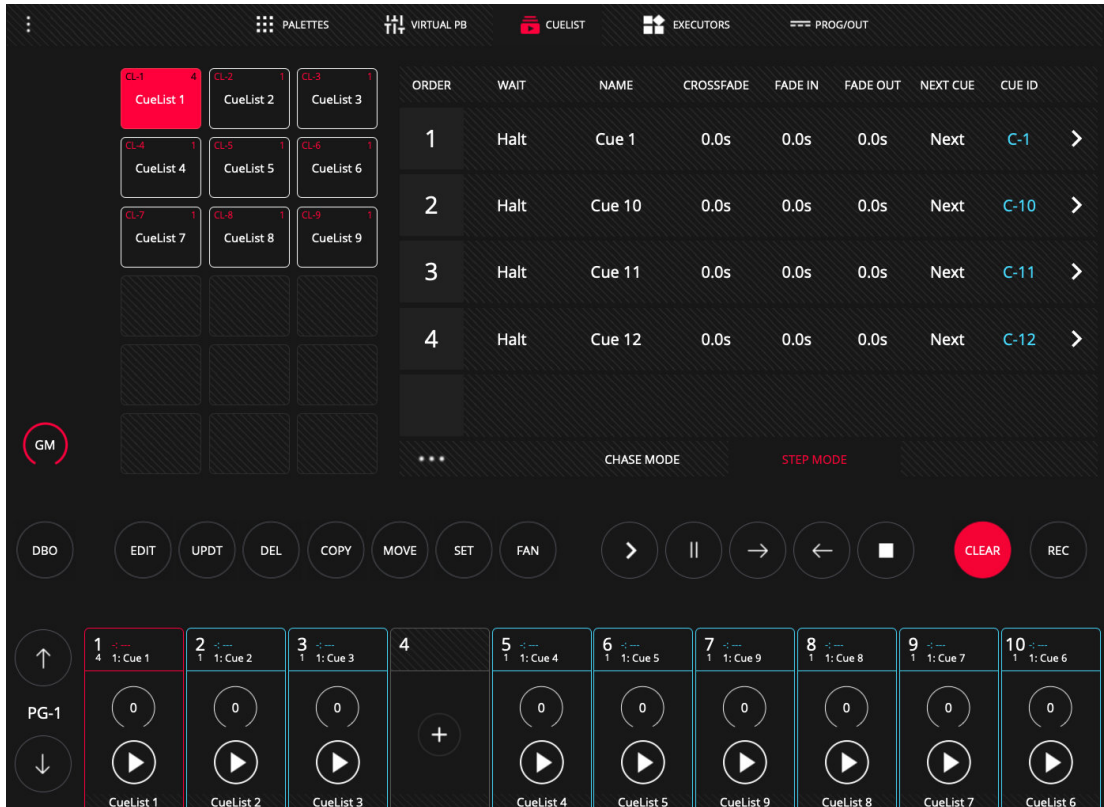 PALETTES VIRTUAL PB CUELIST EXECUTORS PROG/OUT
CL-1 4 CL-2 1 CL-3 1
CueList 1 CueList 2 CueList 3
CL-4 1 CL-5 1 CL-6 1
CueList 4 CueList 5 CueList 6
CL-7 1 CL-8 1 CL-9 1
CueList 7 CueList 8 CueList 9
ORDER WAIT NAME CROSSFADE FADE IN FADE OUT NEXT CUE CUE ID
1 Halt Cue 1 0.0s 0.0s 0.0s Next C-1
2 Halt Cue 10 0.0s 0.0s 0.0s Next C-10
3 Halt Cue 11 0.0s 0.0s 0.0s Next C-11
4 Halt Cue 12 0.0s 0.0s 0.0s Next C-12
CHASE MODE STEP MODE
GM
DBO EDIT UPDT DEL COPY MOVE SET FAN CLEAR REC
1 -: --- 2 -: --- 3 -: --- 4 5 -: --- 6 -: --- 7 -: --- 8 -: --- 9 -: --- 10 -: ---
4 1: Cue 1 1 1: Cue 2 1 1: Cue 3 1 1: Cue 4 1 1: Cue 5 1 1: Cue 9 1 1: Cue 8 1 1: Cue 7 1 1: Cue 6
PG-1 0 0 0 0 0 0 0 0 0
CueList 1 CueList 2 CueList 3 CueList 4 CueList 5 CueList 9 CueList 8 CueList 7 CueList 6